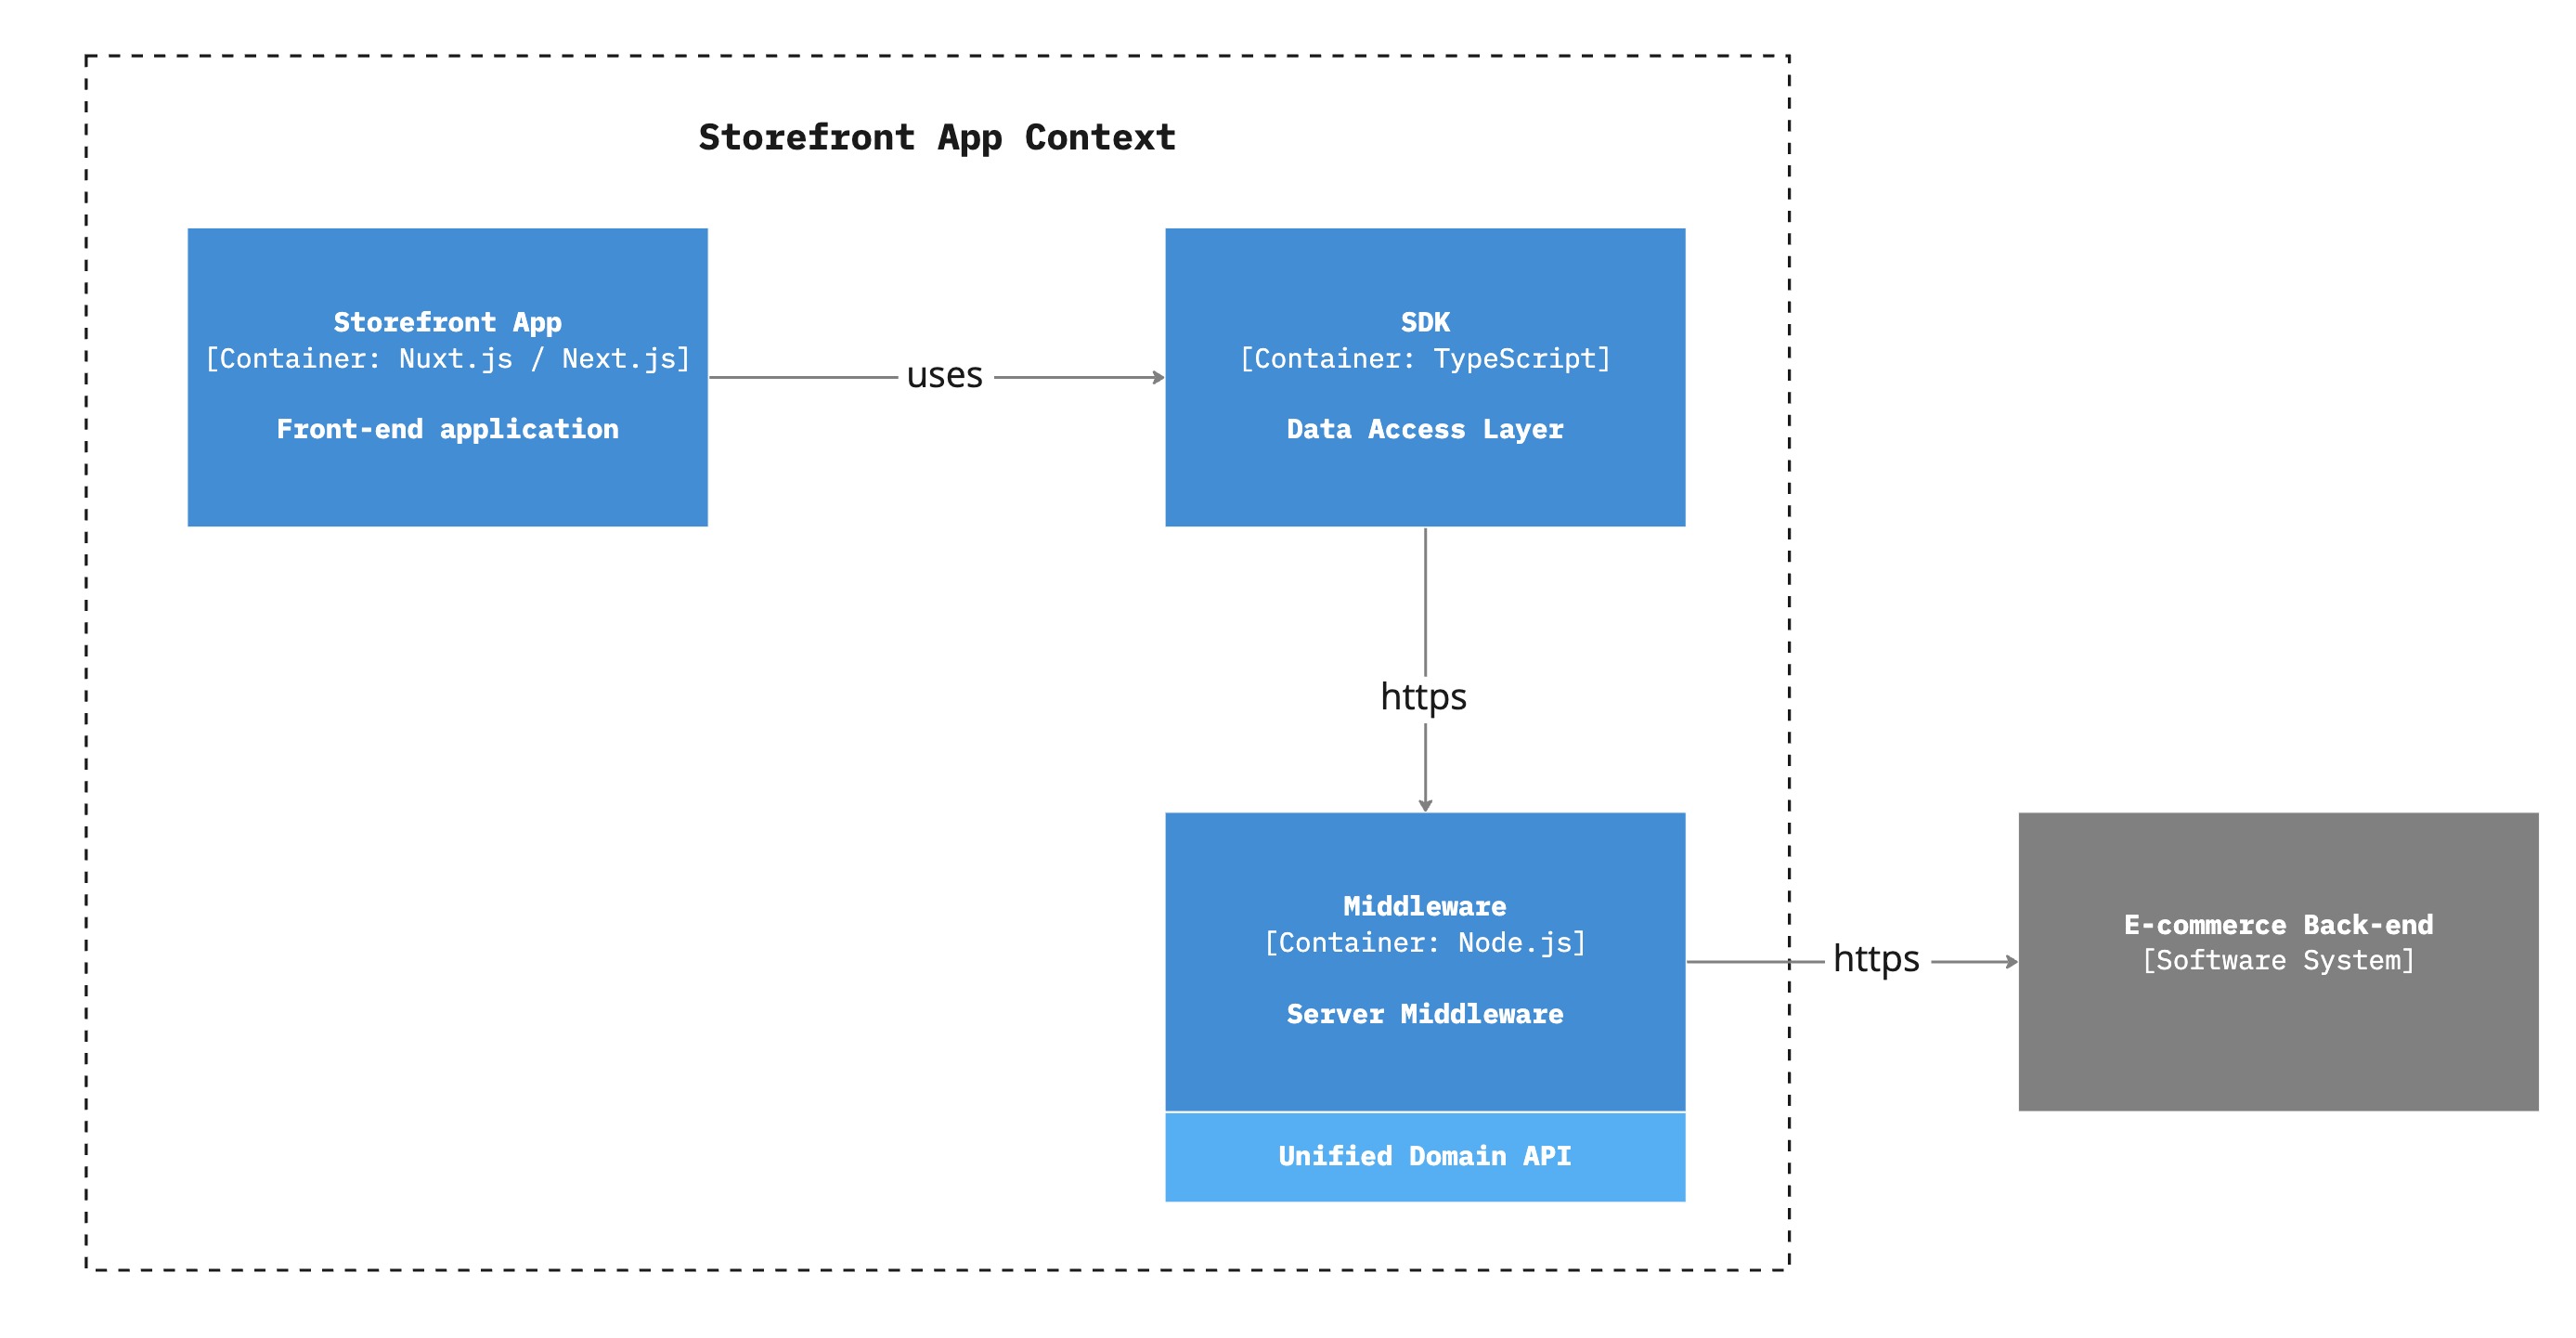 Storefront App Context
Storefront App
[Container: Nuxt.js / Next.js]
Front-end application
uses
SDK
[Container: TypeScript]
Data Access Layer
https
Middleware
[Container: Node.js]
Server Middleware
Unified Domain API
https
E-commerce Back-end
[Software System]